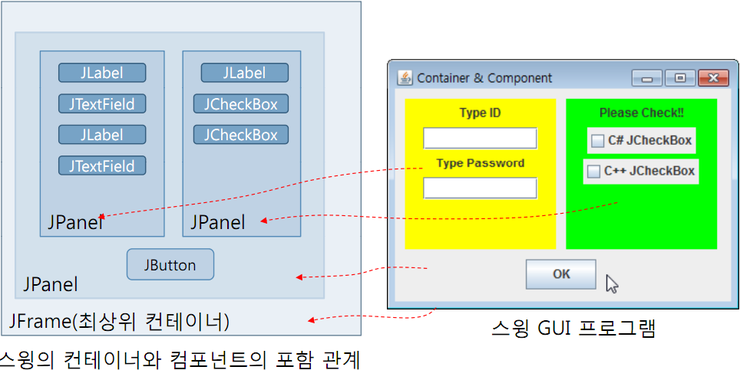 JLabel
JTextField
JLabel
JTextField
JPanel
JLabel
JCheckBox
JCheckBox
JPanel
JButton
JPanel
JFrame(최상위 컨테이너)
스윙의 컨테이너와 컴포넌트의 포함 관계
Container & Component
Type ID
Type Password
Please Check!!
C# JCheckBox
C++ JCheckBox
OK
스윙 GUI 프로그램